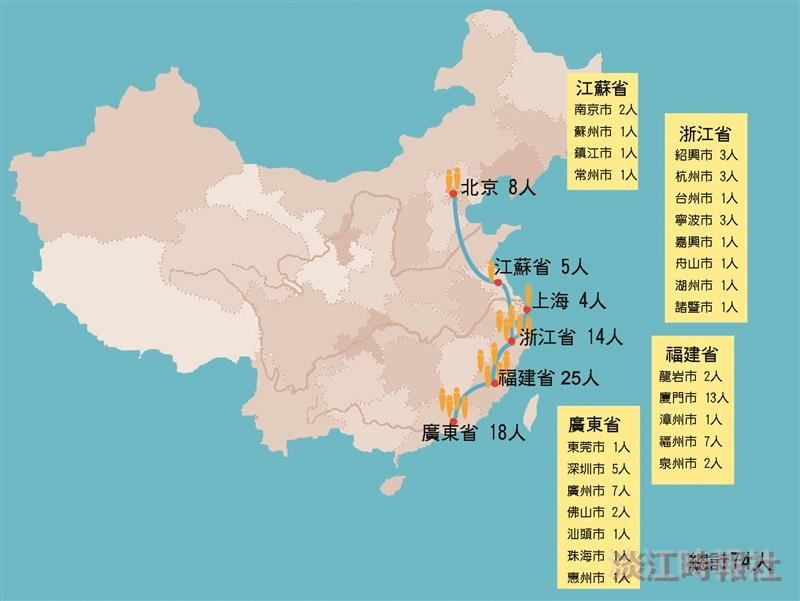 北京 8人
江蘇省 5人
上海 4人
浙江省 14人
福建省 25人
廣東省 18人
江蘇省
南京市 2人
蘇州市 1人
鎮江市 1人
常州市 1人
浙江省
紹興市 3人
杭州市 3人
台州市 1人
寧波市 3人
嘉興市 1人
舟山市 1人
湖州市 1人
諸暨市 1人
福建省
龍岩市 2人
廈門市 13人
漳州市 1人
福州市 7人
泉州市 2人
廣東省
東莞市 1人
深圳市 5人
廣州市 7人
佛山市 2人
汕頭市 1人
珠海市 1人
惠州市 1人
總計74人
淡江時報社